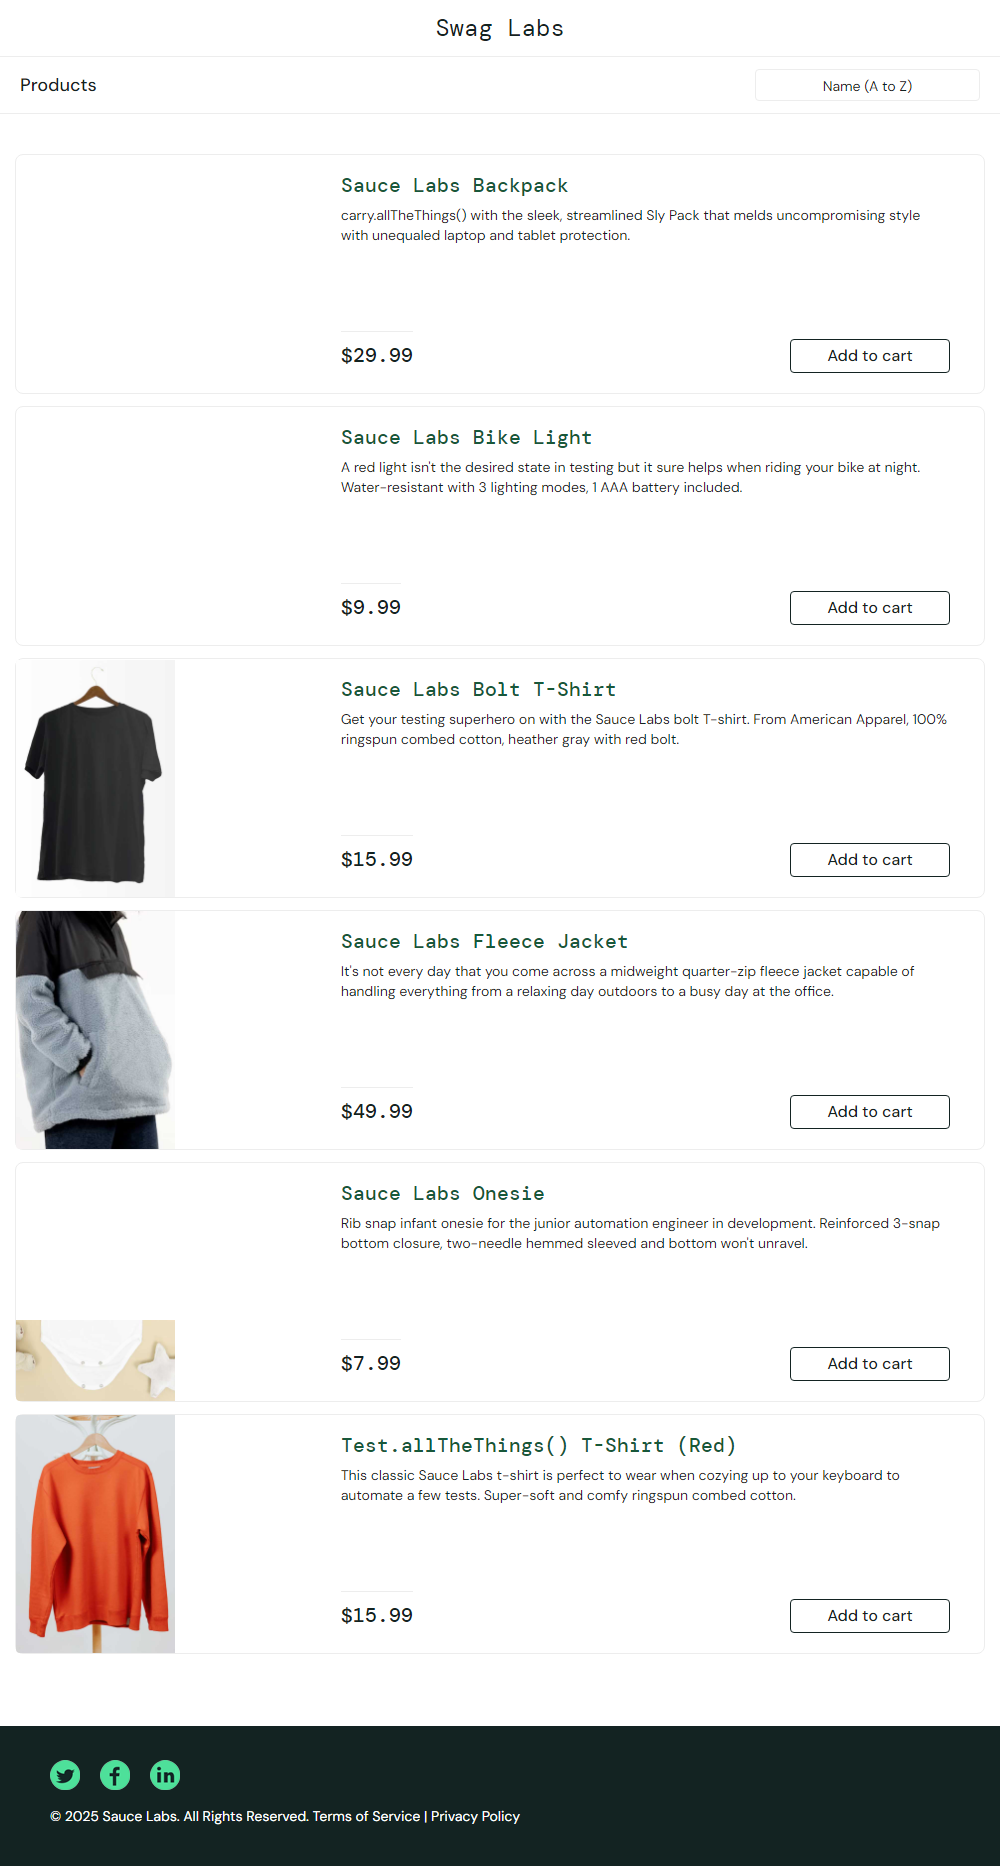 Swag Labs
Products
Name (A to Z)
Sauce Labs Backpack
carry.allTheThings() with the sleek, streamlined Sly Pack that melds uncompromising style
with unequaled laptop and tablet protection.
$29.99
Add to cart
Sauce Labs Bike Light
A red light isn't the desired state in testing but it sure helps when riding your bike at night.
Water-resistant with 3 lighting modes, 1 AAA battery included.
$9.99
Add to cart
Sauce Labs Bolt T-Shirt
Get your testing superhero on with the Sauce Labs bolt T-shirt. From American Apparel, 100%
ringspun combed cotton, heather gray with red bolt.
$15.99
Add to cart
Sauce Labs Fleece Jacket
It's not every day that you come across a midweight quarter-zip fleece jacket capable of
handling everything from a relaxing day outdoors to a busy day at the office.
$49.99
Add to cart
Sauce Labs Onesie
Rib snap infant onesie for the junior automation engineer in development. Reinforced 3-snap
bottom closure, two-needle hemmed sleeved and bottom won't unravel.
$7.99
Add to cart
Test.allTheThings() T-Shirt (Red)
This classic Sauce Labs t-shirt is perfect to wear when cozying up to your keyboard to
automate a few tests. Super-soft and comfy ringspun combed cotton.
$15.99
Add to cart
© 2025 Sauce Labs. All Rights Reserved. Terms of Service | Privacy Policy